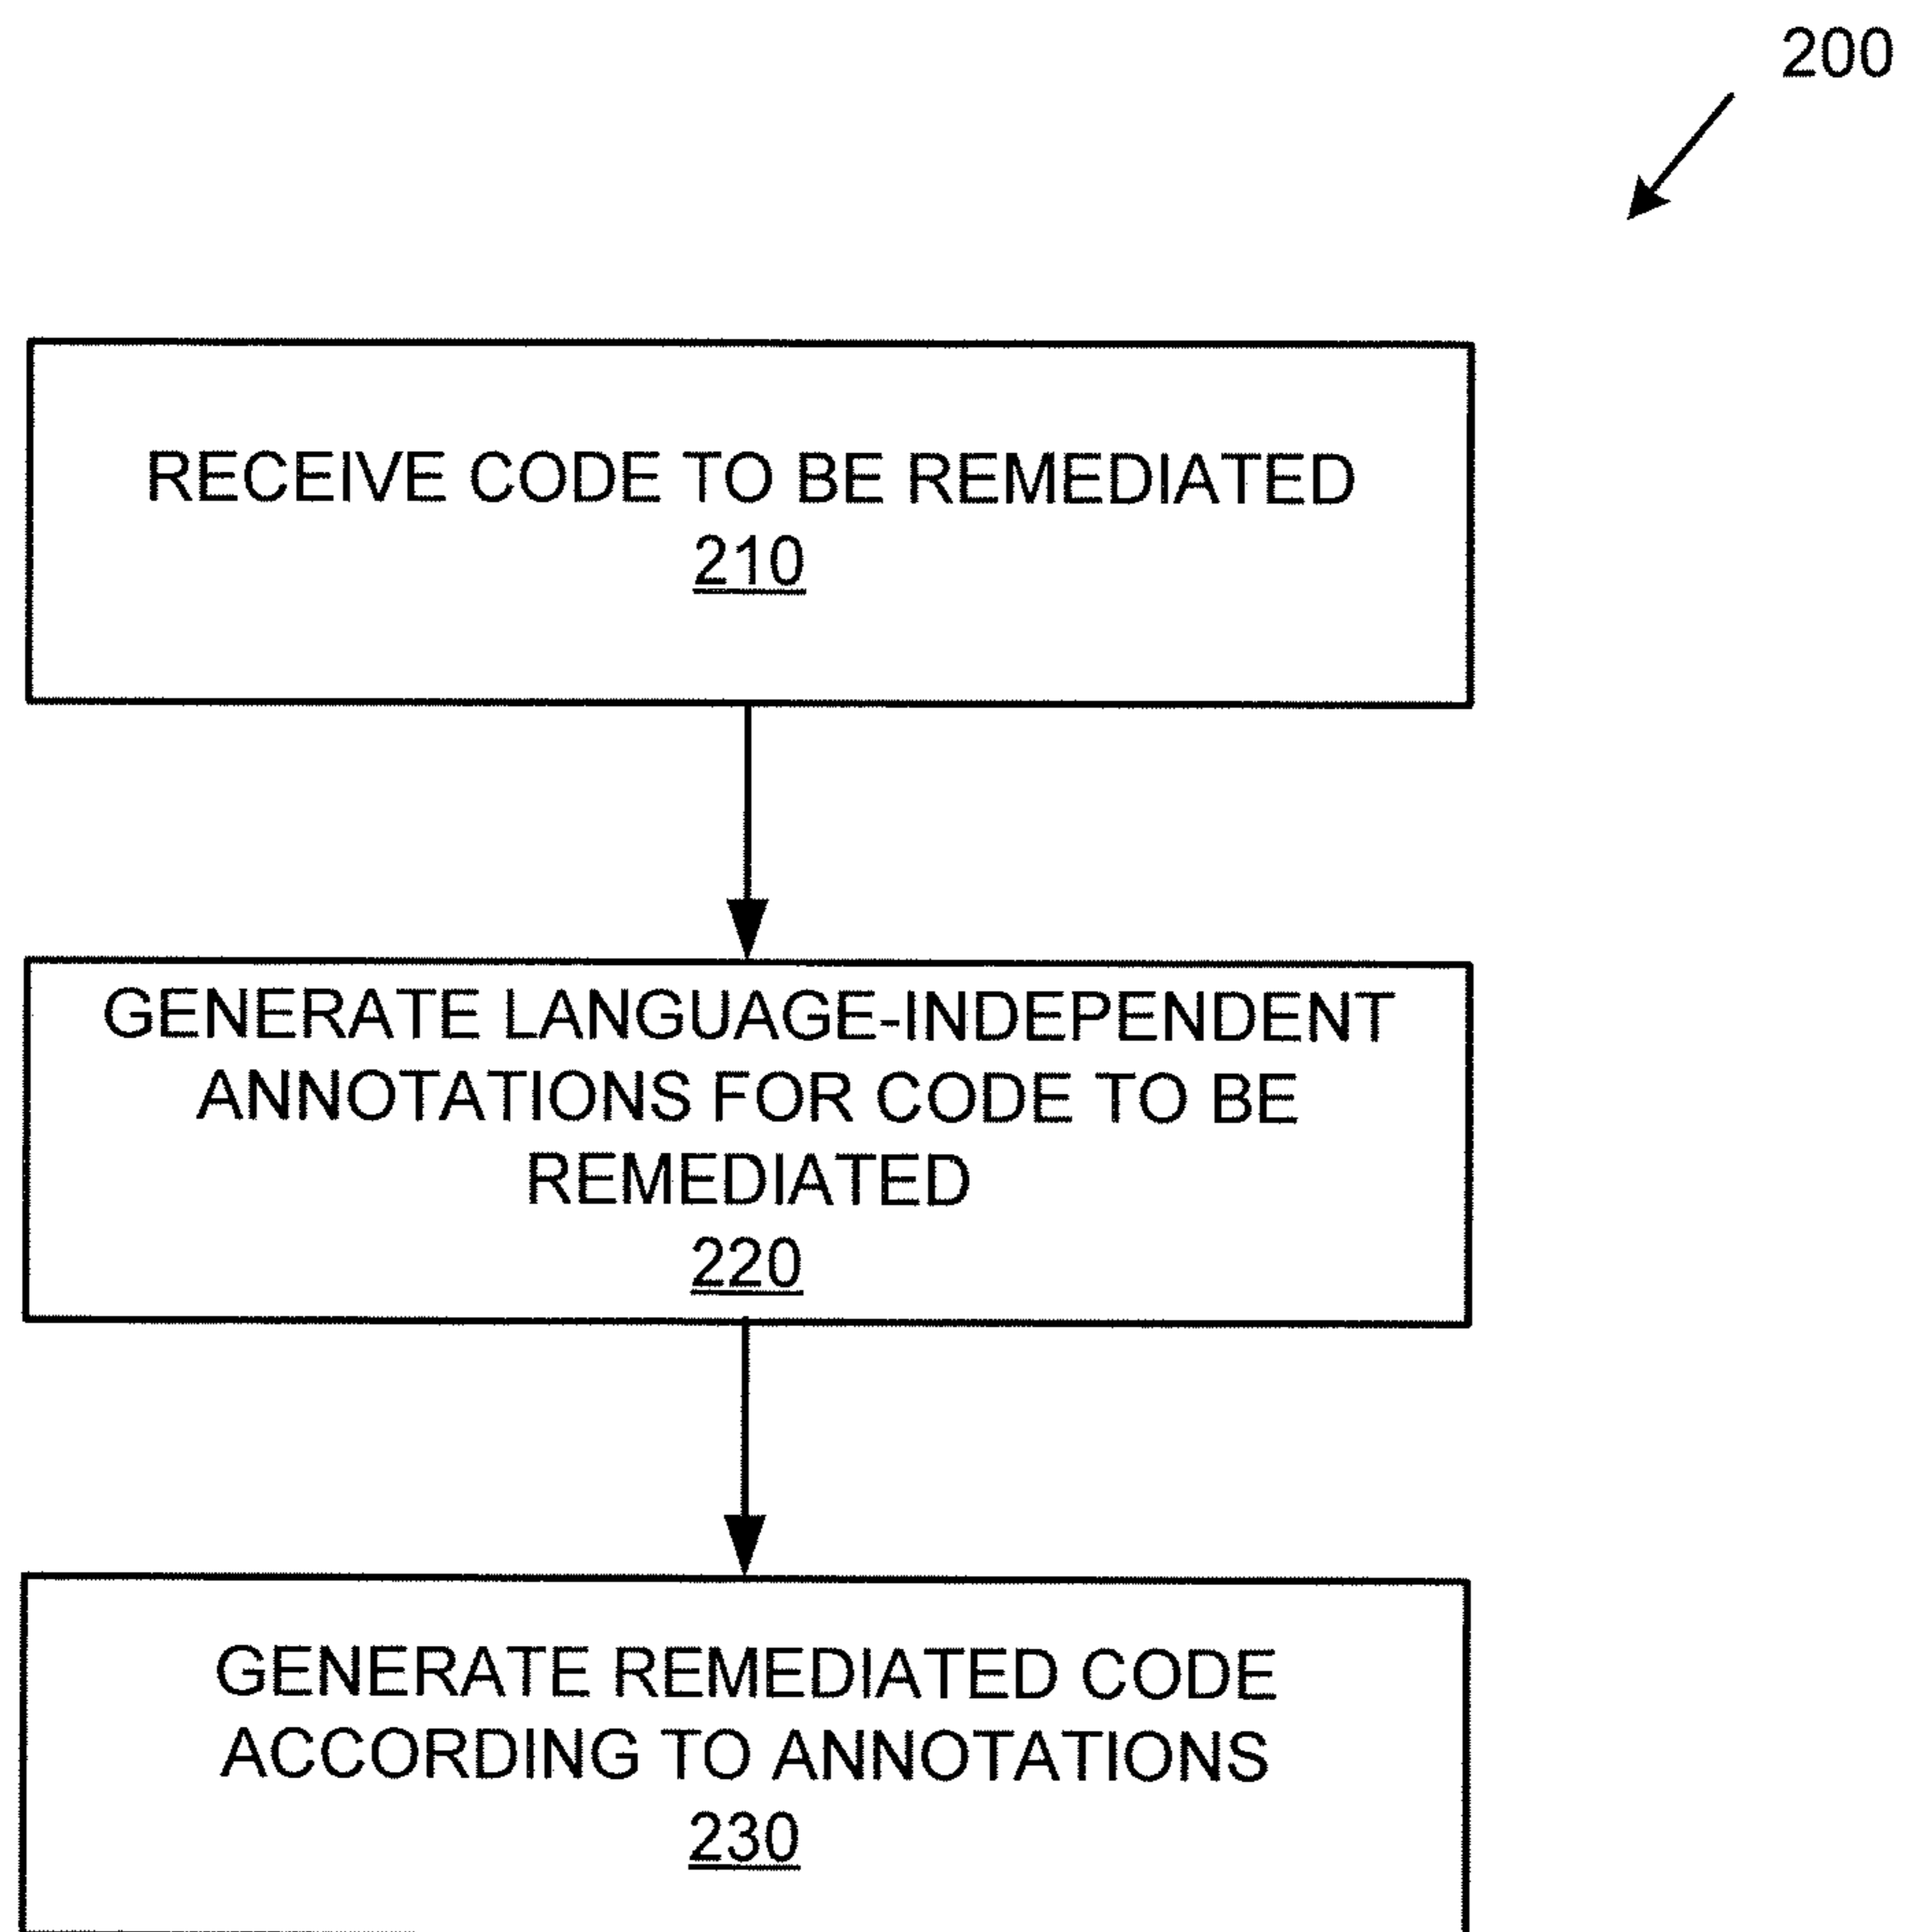 200
RECEIVE CODE TO BE REMEDIATED
210
GENERATE LANGUAGE-INDEPENDENT
ANNOTATIONS FOR CODE TO BE
REMEDIATED
220
GENERATE REMEDIATED CODE
ACCORDING TO ANNOTATIONS
230